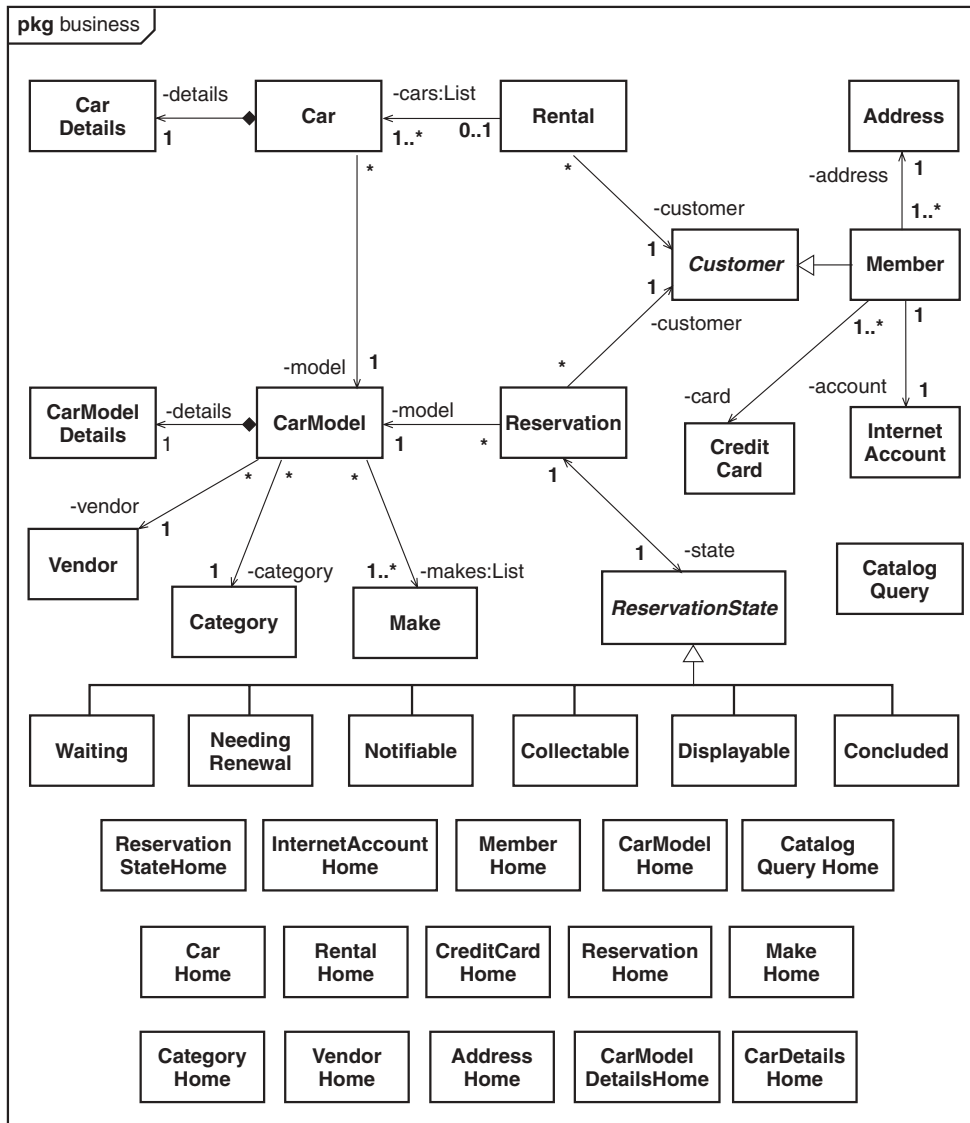 pkg business
-details
-cars:List
Car
Details
Car
Rental
Address
1
1..*
0..1
1
*
*
-address
-customer
1..*
1
Customer
Member
1
-customer
1..*
1
-model
1
*
-card
-account
1
CarModel
Details
-details
CarModel
-model
Reservation
Credit
Card
Internet
Account
1
1
*
*
*
*
1
-vendor
1
1
-state
Vendor
1
-category
1..*
-makes:List
Catalog
Query
Category
Make
ReservationState
Waiting
Needing
Renewal
Notifiable
Collectable
Displayable
Concluded
Reservation
StateHome
InternetAccount
Home
Member
Home
CarModel
Home
Catalog
Query Home
Car
Home
Rental
Home
CreditCard
Home
Reservation
Home
Make
Home
Category
Home
Vendor
Home
Address
Home
CarModel
DetailsHome
CarDetails
Home